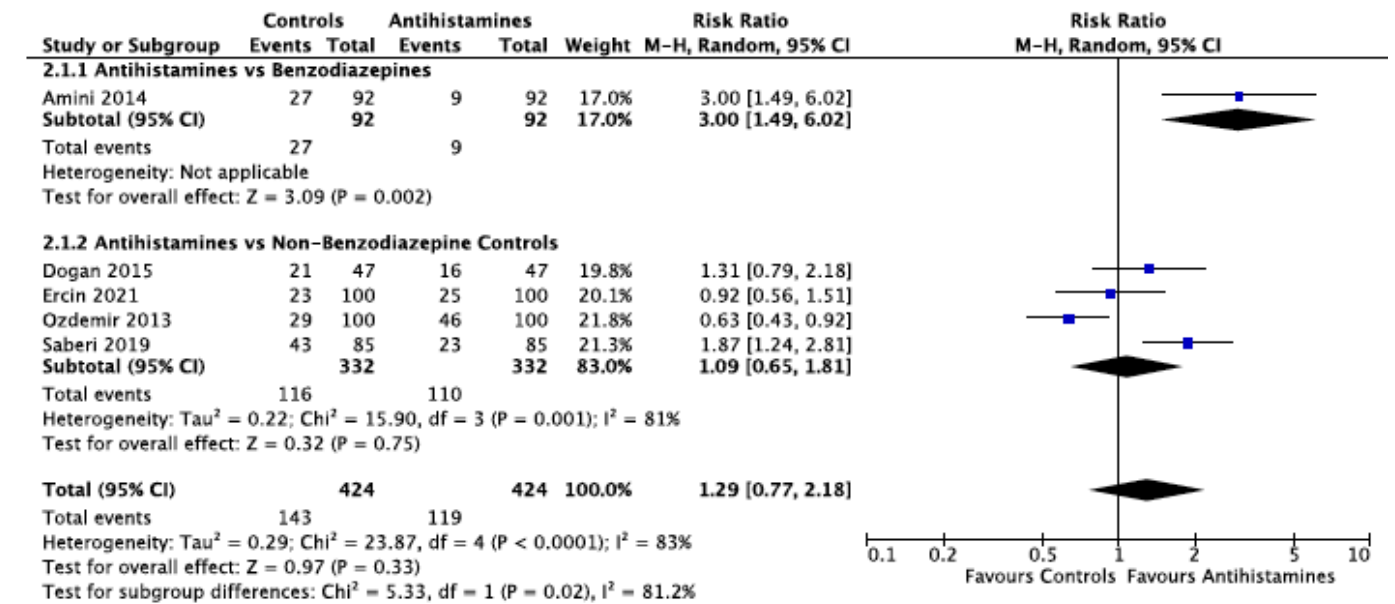 Controls Antihistamines Risk Ratio Risk Ratio
Study or Subgroup Events Total Events Total Weight M-H, Random, 95% CI M-H, Random, 95% CI
2.1.1 Antihistamines vs Benzodiazepines
Amini 2014 27 92 9 92 17.0% 3.00 [1.49, 6.02]
Subtotal (95% CI) 92 92 17.0% 3.00 [1.49, 6.02]
Total events 27 9
Heterogeneity: Not applicable
Test for overall effect: Z = 3.09 (P = 0.002)
2.1.2 Antihistamines vs Non-Benzodiazepine Controls
Dogan 2015 21 47 16 47 19.8% 1.31 [0.79, 2.18]
Ercin 2021 23 100 25 100 20.1% 0.92 [0.56, 1.51]
Ozdemir 2013 29 100 46 100 21.8% 0.63 [0.43, 0.92]
Saberi 2019 43 85 23 85 21.3% 1.87 [1.24, 2.81]
Subtotal (95% CI) 332 332 83.0% 1.09 [0.65, 1.81]
Total events 116 110
Heterogeneity: Tau² = 0.22; Chi² = 15.90, df = 3 (P = 0.001); I² = 81%
Test for overall effect: Z = 0.32 (P = 0.75)
Total (95% CI) 424 424 100.0% 1.29 [0.77, 2.18]
Total events 143 119
Heterogeneity: Tau² = 0.29; Chi² = 23.87, df = 4 (P < 0.0001); I² = 83%
Test for overall effect: Z = 0.97 (P = 0.33)
Test for subgroup differences: Chi² = 5.33, df = 1 (P = 0.02), I² = 81.2%
0.1 0.2 0.5 1 2 5 10
Favours Controls Favours Antihistamines